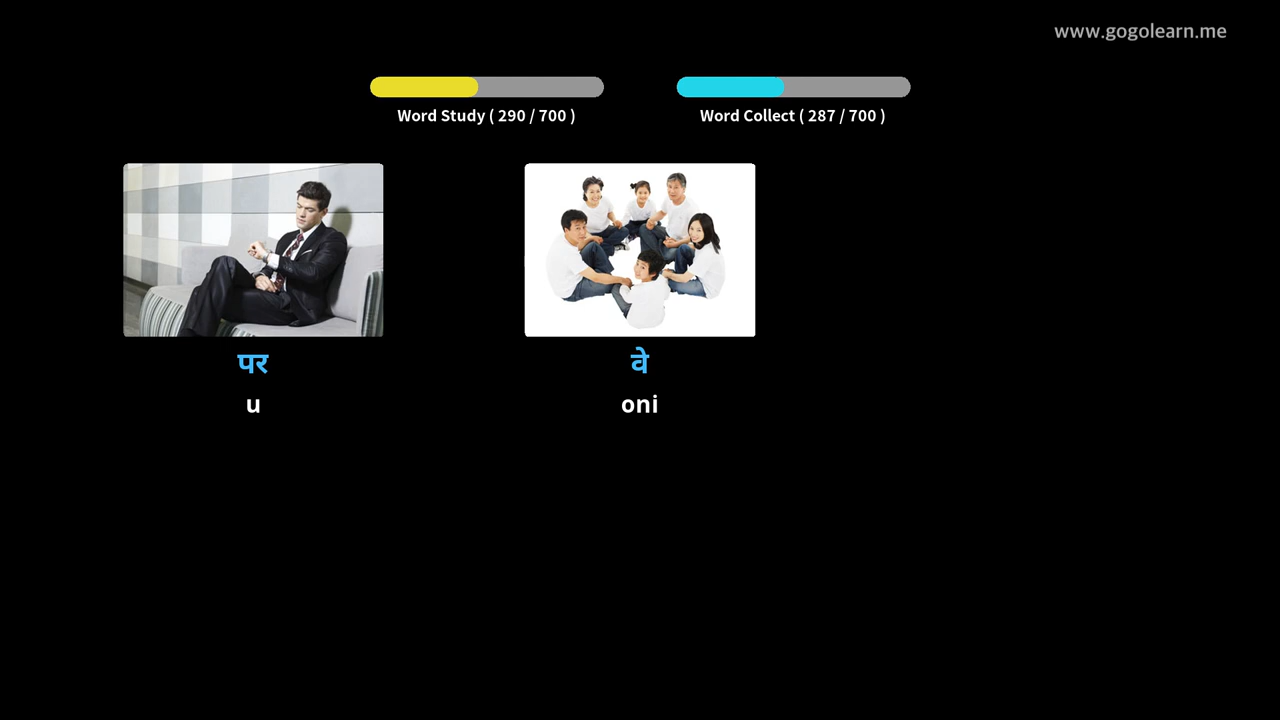 www.gogolearn.me
Word Study ( 290 / 700 )
Word Collect ( 287 / 700 )
पर
वे
u
oni